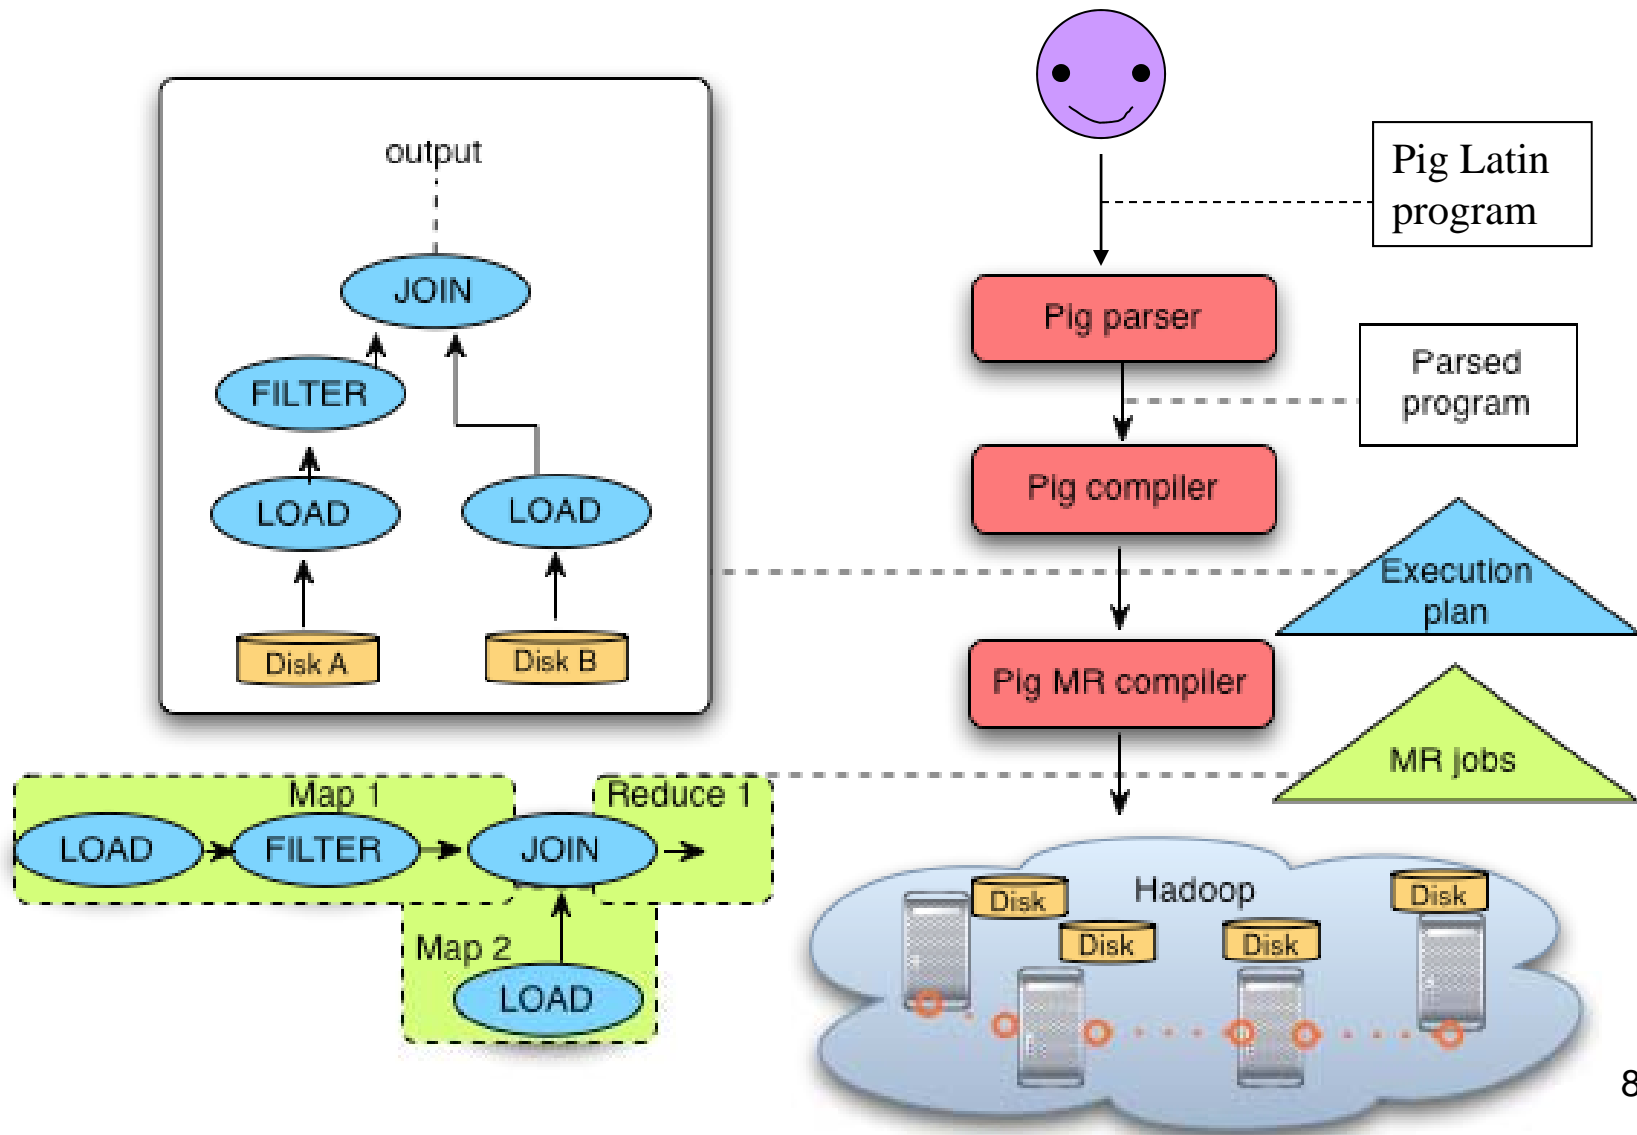 output
JOIN
FILTER
LOAD
LOAD
Disk A
Disk B
Pig Latin
program
Pig parser
Parsed
program
Pig compiler
Execution
plan
Pig MR compiler
MR jobs
Map 1
Reduce 1
LOAD
FILTER
JOIN
Map 2
LOAD
Hadoop
Disk
Disk
Disk
Disk
8